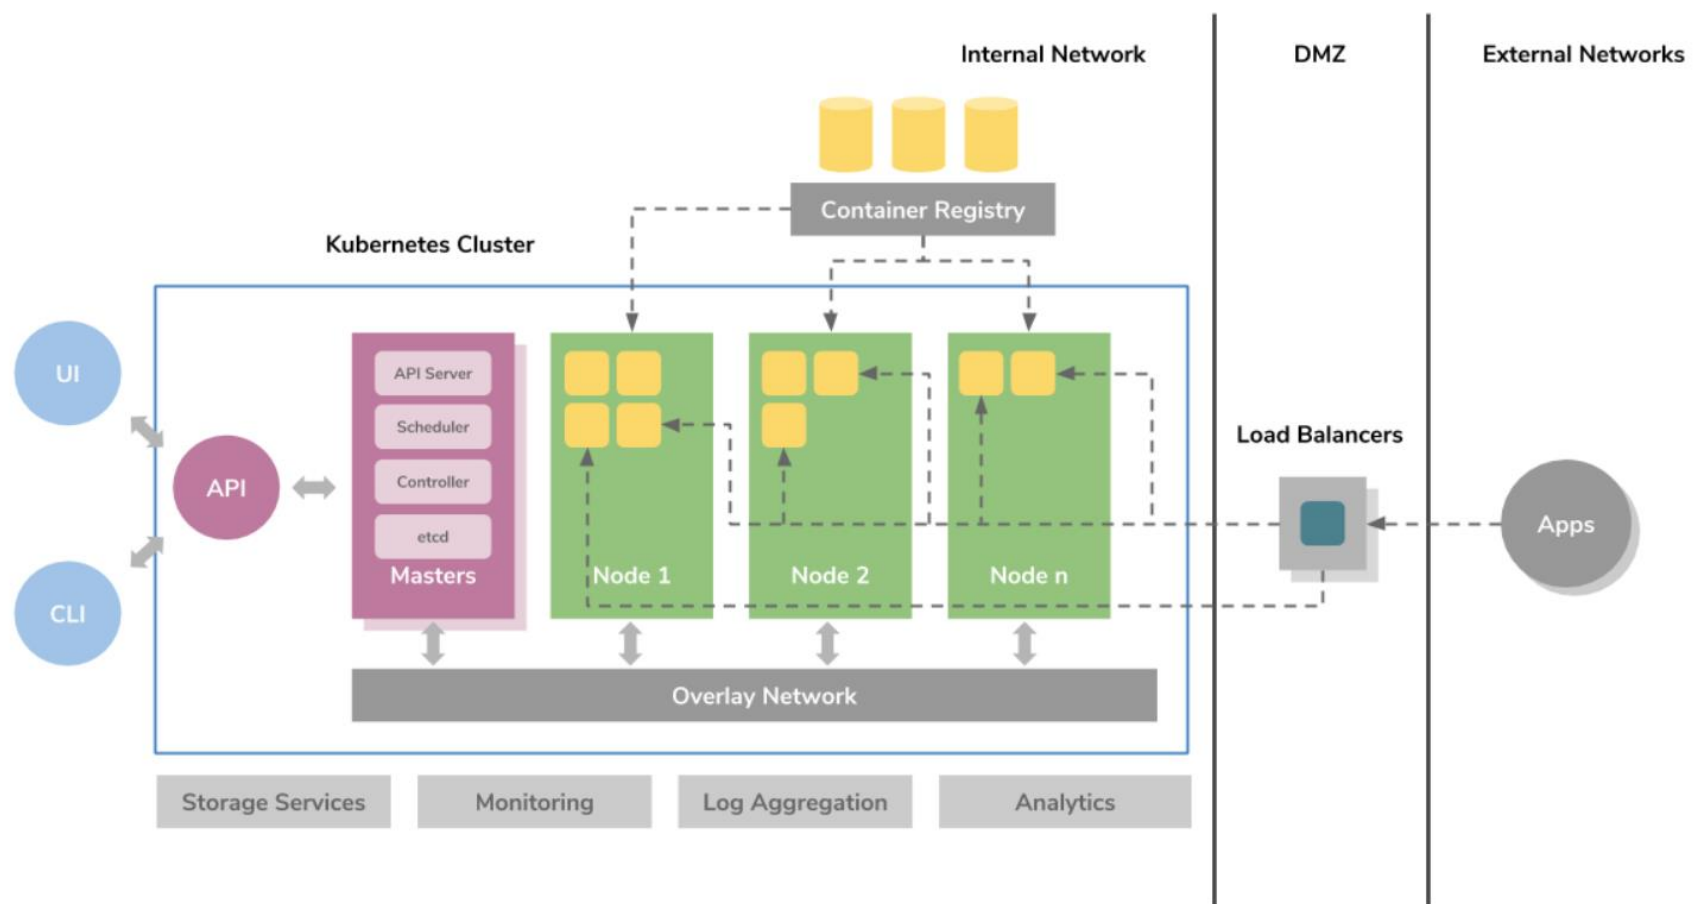 Internal Network
DMZ
External Networks
Container Registry
Kubernetes Cluster
UI
API
CLI
API Server
Scheduler
Controller
etcd
Masters
Node 1
Node 2
Node n
Load Balancers
Apps
Overlay Network
Storage Services
Monitoring
Log Aggregation
Analytics